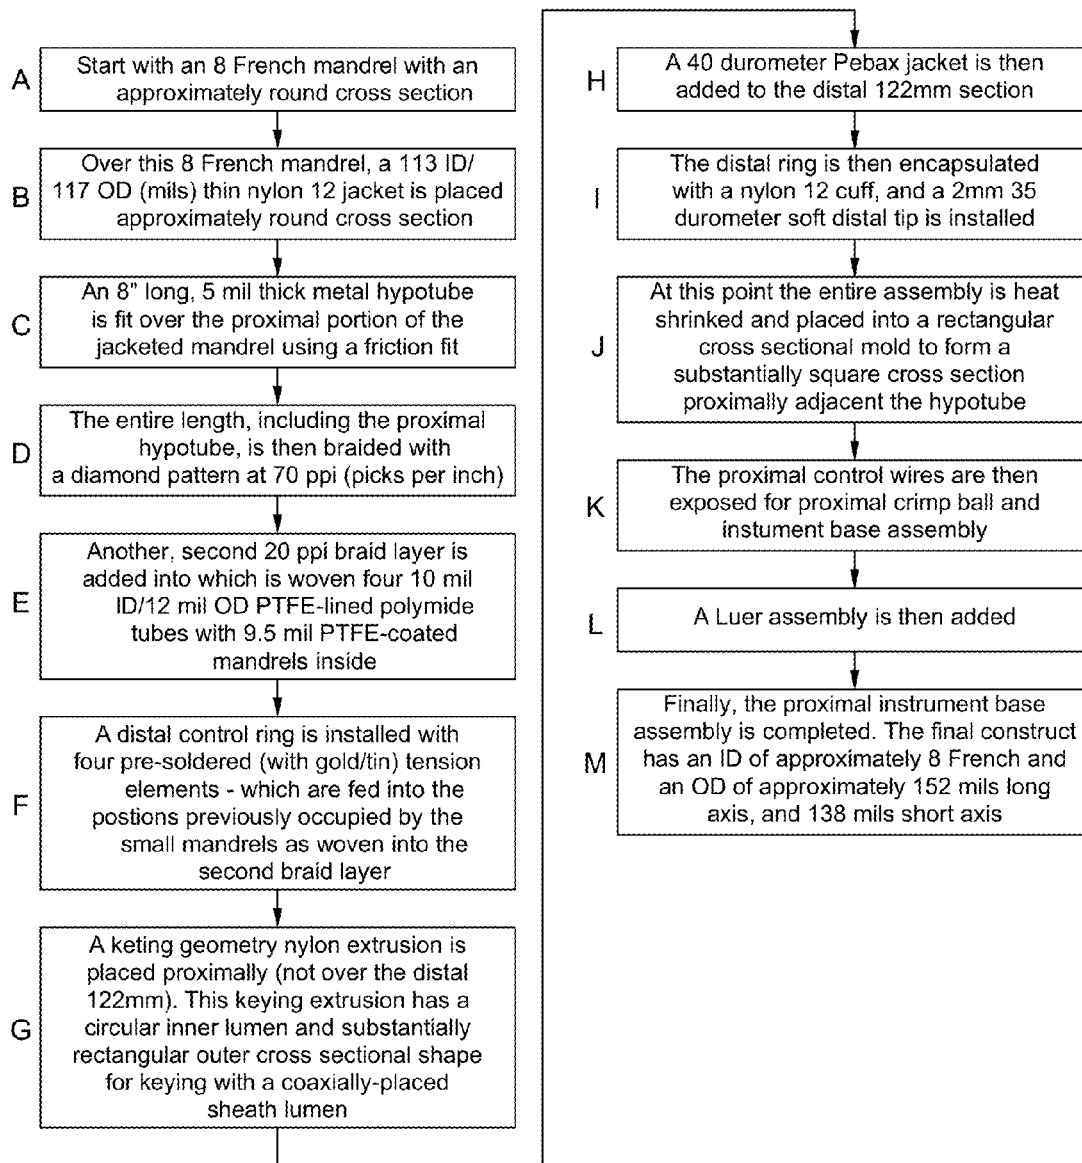 A
Start with an 8 French mandrel with an
approximately round cross section
B
Over this 8 French mandrel, a 113 ID/
117 OD (mils) thin nylon 12 jacket is placed
approximately round cross section
C
An 8" long, 5 mil thick metal hypotube
is fit over the proximal portion of the
jacketed mandrel using a friction fit
D
The entire length, including the proximal
hypotube, is then braided with
a diamond pattern at 70 ppi (picks per inch)
E
Another, second 20 ppi braid layer is
added into which is woven four 10 mil
ID/12 mil OD PTFE-lined polymide
tubes with 9.5 mil PTFE-coated
mandrels inside
F
A distal control ring is installed with
four pre-soldered (with gold/tin) tension
elements - which are fed into the
postions previously occupied by the
small mandrels as woven into the
second braid layer
G
A keting geometry nylon extrusion is
placed proximally (not over the distal
122mm). This keying extrusion has a
circular inner lumen and substantially
rectangular outer cross sectional shape
for keying with a coaxially-placed
sheath lumen
H
A 40 durometer Pebax jacket is then
added to the distal 122mm section
I
The distal ring is then encapsulated
with a nylon 12 cuff, and a 2mm 35
durometer soft distal tip is installed
J
At this point the entire assembly is heat
shrinked and placed into a rectangular
cross sectional mold to form a
substantially square cross section
proximally adjacent the hypotube
K
The proximal control wires are then
exposed for proximal crimp ball and
instument base assembly
L
A Luer assembly is then added
M
Finally, the proximal instrument base
assembly is completed. The final construct
has an ID of approximately 8 French and
an OD of approximately 152 mils long
axis, and 138 mils short axis